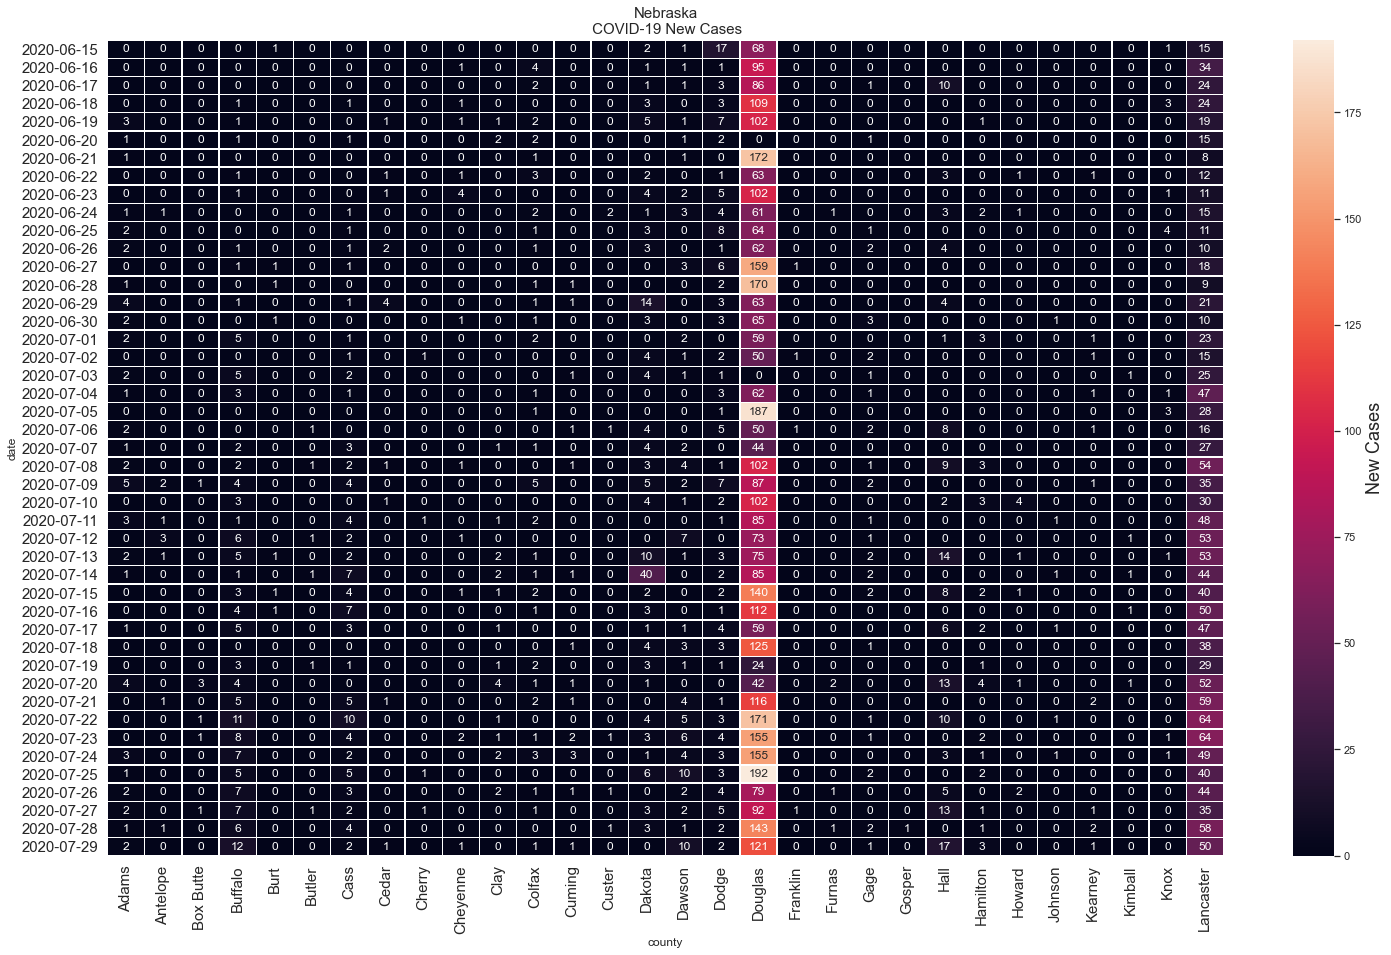 Nebraska
COVID-19 New Cases
2020-06-15 0 0 0 0 1 0 0 0 0 0 0 0 0 0 2 1 17 68 0 0 0 0 0 0 0 0 0 0 1 15
2020-06-16 0 0 0 0 0 0 0 0 0 1 0 4 0 0 1 1 1 95 0 0 0 0 0 0 0 0 0 0 0 34
2020-06-17 0 0 0 0 0 0 0 0 0 0 0 2 0 0 1 1 3 86 0 0 1 0 10 0 0 0 0 0 0 24
2020-06-18 0 0 0 1 0 0 1 0 0 1 0 0 0 0 3 0 3 109 0 0 0 0 0 0 0 0 0 0 3 24
2020-06-19 3 0 0 1 0 0 0 1 0 1 1 2 0 0 5 1 7 102 0 0 0 0 0 1 0 0 0 0 0 19
2020-06-20 1 0 0 1 0 0 1 0 0 0 2 2 0 0 0 1 2 0 0 0 1 0 0 0 0 0 0 0 0 15
2020-06-21 1 0 0 0 0 0 0 0 0 0 0 1 0 0 0 1 0 172 0 0 0 0 0 0 0 0 0 0 0 8
2020-06-22 0 0 0 1 0 0 0 1 0 1 0 3 0 0 2 0 1 63 0 0 0 0 3 0 1 0 1 0 0 12
2020-06-23 0 0 0 1 0 0 0 1 0 4 0 0 0 0 4 2 5 102 0 0 0 0 0 0 0 0 0 0 1 11
2020-06-24 1 1 0 0 0 0 1 0 0 0 0 2 0 2 1 3 4 61 0 1 0 0 3 2 1 0 0 0 0 15
2020-06-25 2 0 0 0 0 0 1 0 0 0 0 1 0 0 3 0 8 64 0 0 1 0 0 0 0 0 0 0 4 11
2020-06-26 2 0 0 1 0 0 1 2 0 0 0 1 0 0 3 0 1 62 0 0 2 0 4 0 0 0 0 0 0 10
2020-06-27 0 0 0 1 1 0 1 0 0 0 0 0 0 0 0 3 6 159 1 0 0 0 0 0 0 0 0 0 0 18
2020-06-28 1 0 0 0 1 0 0 0 0 0 0 1 1 0 0 0 2 170 0 0 0 0 0 0 0 0 0 0 0 9
2020-06-29 4 0 0 1 0 0 1 4 0 0 0 1 1 0 14 0 3 63 0 0 0 0 4 0 0 0 0 0 0 21
2020-06-30 2 0 0 0 1 0 0 0 0 1 0 1 0 0 3 0 3 65 0 0 3 0 0 0 0 1 0 0 0 10
2020-07-01 2 0 0 5 0 0 1 0 0 0 0 2 0 0 0 2 0 59 0 0 0 0 1 3 0 0 1 0 0 23
2020-07-02 0 0 0 0 0 0 1 0 1 0 0 0 0 0 4 1 2 50 1 0 2 0 0 0 0 0 1 0 0 15
2020-07-03 2 0 0 5 0 0 2 0 0 0 0 0 1 0 4 1 1 0 0 0 1 0 0 0 0 0 0 1 0 25
2020-07-04 1 0 0 3 0 0 1 0 0 0 0 1 0 0 0 0 3 62 0 0 1 0 0 0 0 0 1 0 1 47
2020-07-05 0 0 0 0 0 0 0 0 0 0 0 1 0 0 0 0 1 187 0 0 0 0 0 0 0 0 0 0 3 28
2020-07-06 2 0 0 0 0 1 0 0 0 0 0 0 1 1 4 0 5 50 1 0 2 0 8 0 0 0 1 0 0 16
2020-07-07 1 0 0 2 0 0 3 0 0 0 1 1 0 0 4 2 0 44 0 0 0 0 0 0 0 0 0 0 0 27
2020-07-08 2 0 0 2 0 1 2 1 0 1 0 0 1 0 3 4 1 102 0 0 1 0 9 3 0 0 0 0 0 54
2020-07-09 5 2 1 4 0 0 4 0 0 0 0 5 0 0 5 2 7 87 0 0 2 0 0 0 0 0 1 0 0 35
2020-07-10 0 0 0 3 0 0 0 1 0 0 0 0 0 0 4 1 2 102 0 0 0 0 2 3 4 0 0 0 0 30
2020-07-11 3 1 0 1 0 0 4 0 1 0 1 2 0 0 0 0 1 85 0 0 1 0 0 0 0 1 0 0 0 48
2020-07-12 0 3 0 6 0 1 2 0 0 1 0 0 0 0 0 7 0 73 0 0 1 0 0 0 0 0 0 1 0 53
2020-07-13 2 1 0 5 1 0 2 0 0 0 2 1 0 0 10 1 3 75 0 0 2 0 14 0 1 0 0 0 1 53
2020-07-14 1 0 0 1 0 1 7 0 0 0 2 1 1 0 40 0 2 85 0 0 2 0 0 0 0 1 0 1 0 44
2020-07-15 0 0 0 3 1 0 4 0 0 1 1 2 0 0 2 0 2 140 0 0 2 0 8 2 1 0 0 0 0 40
2020-07-16 0 0 0 4 1 0 7 0 0 0 0 1 0 0 3 0 1 112 0 0 0 0 0 0 0 0 0 1 0 50
2020-07-17 1 0 0 5 0 0 3 0 0 0 1 0 0 0 1 1 4 59 0 0 0 0 6 2 0 1 0 0 0 47
2020-07-18 0 0 0 0 0 0 0 0 0 0 0 0 1 0 4 3 3 125 0 0 1 0 0 0 0 0 0 0 0 38
2020-07-19 0 0 0 3 0 1 1 0 0 0 1 2 0 0 3 1 1 24 0 0 0 0 0 1 0 0 0 0 0 29
2020-07-20 4 0 3 4 0 0 0 0 0 0 4 1 1 0 1 0 0 42 0 2 0 0 13 4 1 0 0 1 0 52
2020-07-21 0 1 0 5 0 0 5 1 0 0 0 2 1 0 0 4 1 116 0 0 0 0 0 0 0 0 2 0 0 59
2020-07-22 0 0 1 11 0 0 10 0 0 0 1 0 0 0 4 5 3 171 0 0 1 0 10 0 0 1 0 0 0 64
2020-07-23 0 0 1 8 0 0 4 0 0 2 1 1 2 1 3 6 4 155 0 0 1 0 0 2 0 0 0 0 1 64
2020-07-24 3 0 0 7 0 0 2 0 0 0 2 3 3 0 1 4 3 155 0 0 0 0 3 1 0 1 0 0 1 49
2020-07-25 1 0 0 5 0 0 5 0 1 0 0 0 0 0 6 10 3 192 0 0 2 0 0 2 0 0 0 0 0 40
2020-07-26 2 0 0 7 0 0 3 0 0 0 2 1 1 1 0 2 4 79 0 1 0 0 5 0 2 0 0 0 0 44
2020-07-27 2 0 1 7 0 1 2 0 1 0 0 1 0 0 3 2 5 92 1 0 0 0 13 1 0 0 1 0 0 35
2020-07-28 1 1 0 6 0 0 4 0 0 0 0 0 0 1 3 1 2 143 0 1 2 1 0 1 0 0 2 0 0 58
2020-07-29 2 0 0 12 0 0 2 1 0 1 0 1 1 0 0 10 2 121 0 0 1 0 17 3 0 0 1 0 0 50
date
Adams Antelope Box Butte Buffalo Burt Butler Cass Cedar Cherry Cheyenne Clay Colfax Cuming Custer Dakota Dawson Dodge Douglas Franklin Furnas Gage Gosper Hall Hamilton Howard Johnson Kearney Kimball Knox Lancaster
county
175
150
125
100
75
50
25
0
New Cases